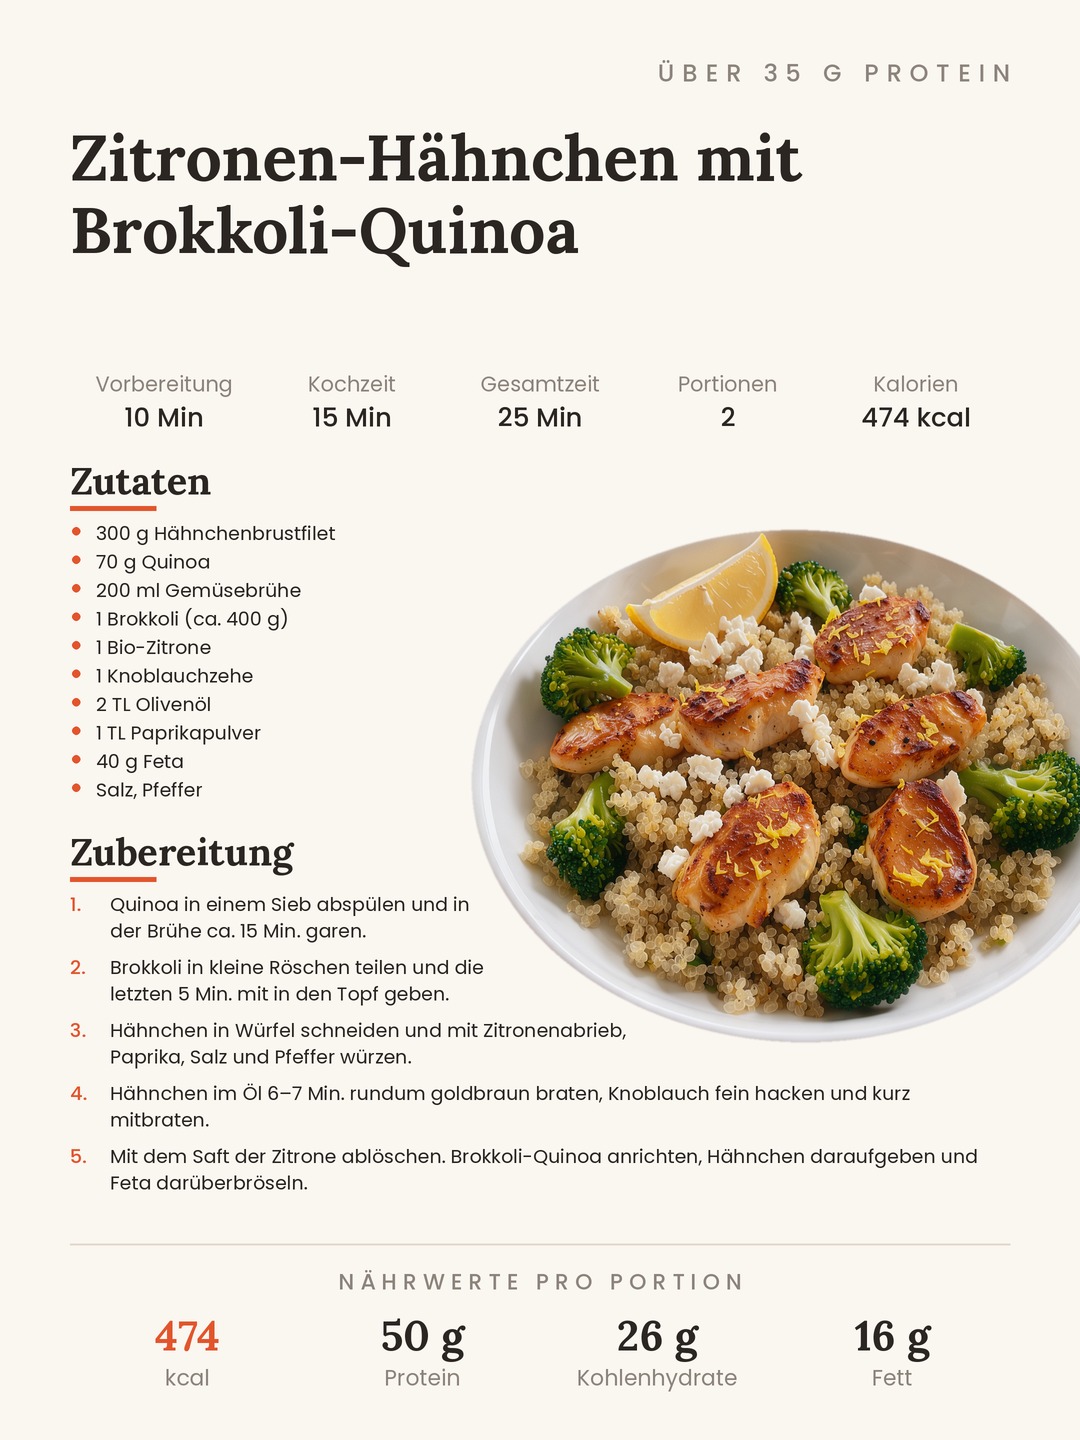 ÜBER 35 G PROTEIN
Zitronen-Hähnchen mit
Brokkoli-Quinoa
Vorbereitung Kochzeit Gesamtzeit Portionen Kalorien
10 Min 15 Min 25 Min 2 474 kcal
Zutaten
• 300 g Hähnchenbrustfilet
• 70 g Quinoa
• 200 ml Gemüsebrühe
• 1 Brokkoli (ca. 400 g)
• 1 Bio-Zitrone
• 1 Knoblauchzehe
• 2 TL Olivenöl
• 1 TL Paprikapulver
• 40 g Feta
• Salz, Pfeffer
Zubereitung
1. Quinoa in einem Sieb abspülen und in
der Brühe ca. 15 Min. garen.
2. Brokkoli in kleine Röschen teilen und die
letzten 5 Min. mit in den Topf geben.
3. Hähnchen in Würfel schneiden und mit Zitronenabrieb,
Paprika, Salz und Pfeffer würzen.
4. Hähnchen im Öl 6–7 Min. rundum goldbraun braten, Knoblauch fein hacken und kurz
mitbraten.
5. Mit dem Saft der Zitrone ablöschen. Brokkoli-Quinoa anrichten, Hähnchen daraufgeben und
Feta darüberbröseln.
NÄHRWERTE PRO PORTION
474 50 g 26 g 16 g
kcal Protein Kohlenhydrate Fett